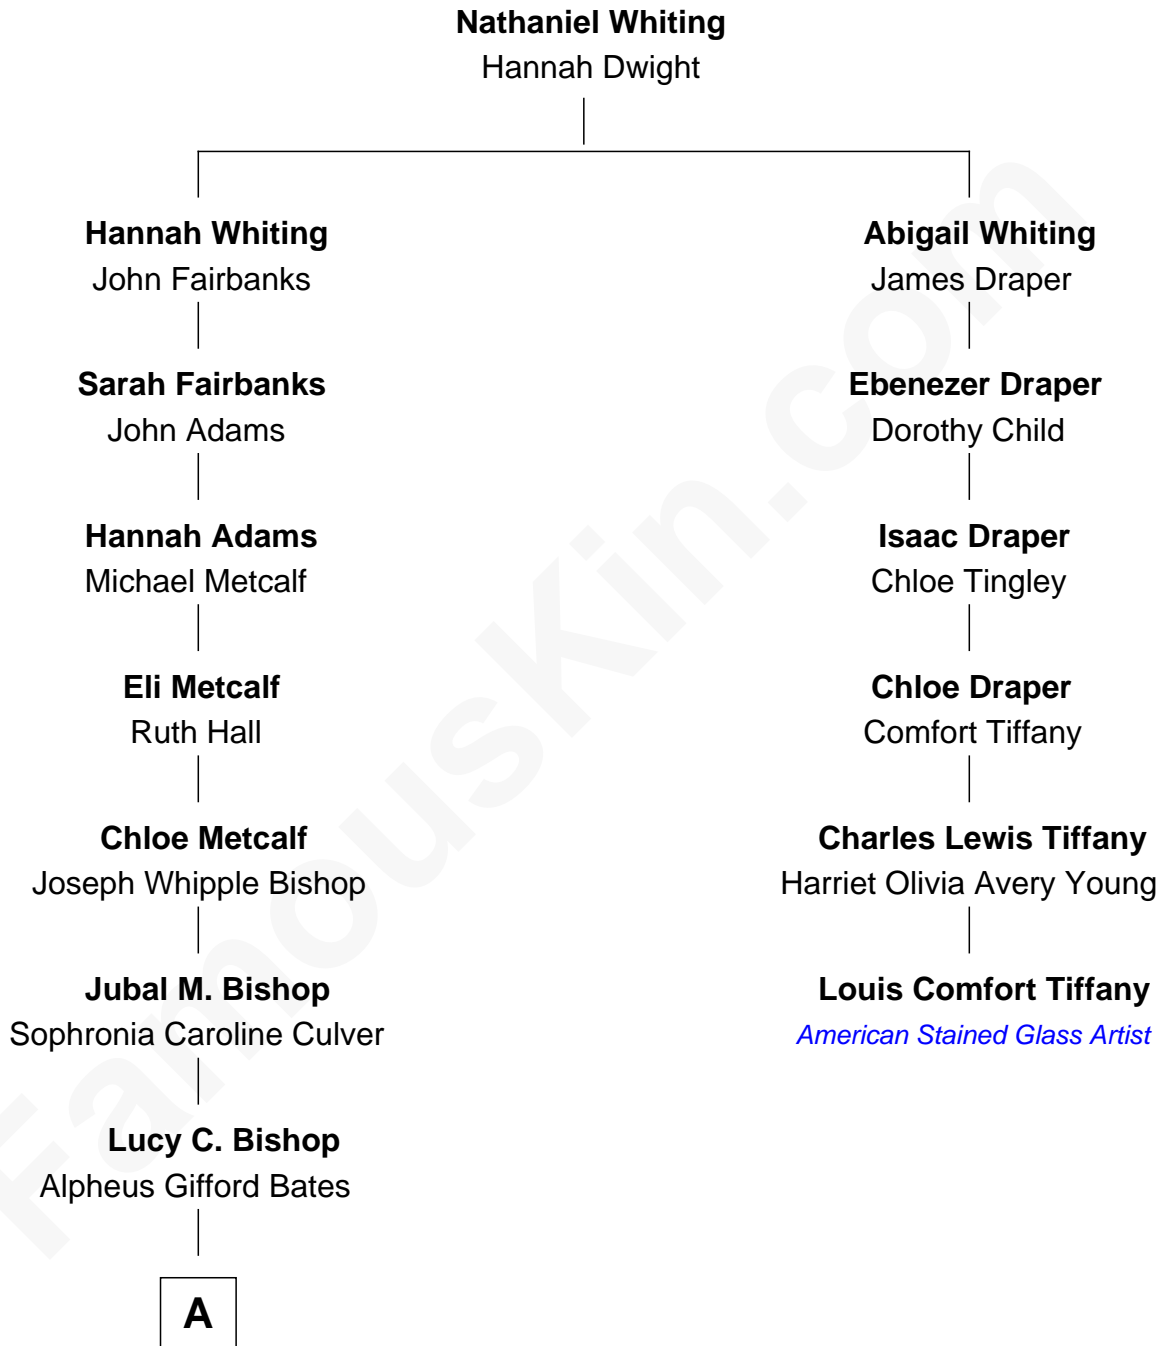 Nathaniel Whiting
Hannah Dwight
Hannah Whiting
John Fairbanks
Abigail Whiting
James Draper
Sarah Fairbanks
John Adams
Ebenezer Draper
Dorothy Child
Hannah Adams
Michael Metcalf
Isaac Draper
Chloe Tingley
Eli Metcalf
Ruth Hall
Chloe Draper
Comfort Tiffany
Chloe Metcalf
Joseph Whipple Bishop
Charles Lewis Tiffany
Harriet Olivia Avery Young
Jubal M. Bishop
Sophronia Caroline Culver
Louis Comfort Tiffany
American Stained Glass Artist
Lucy C. Bishop
Alpheus Gifford Bates
A
FamousKin.com